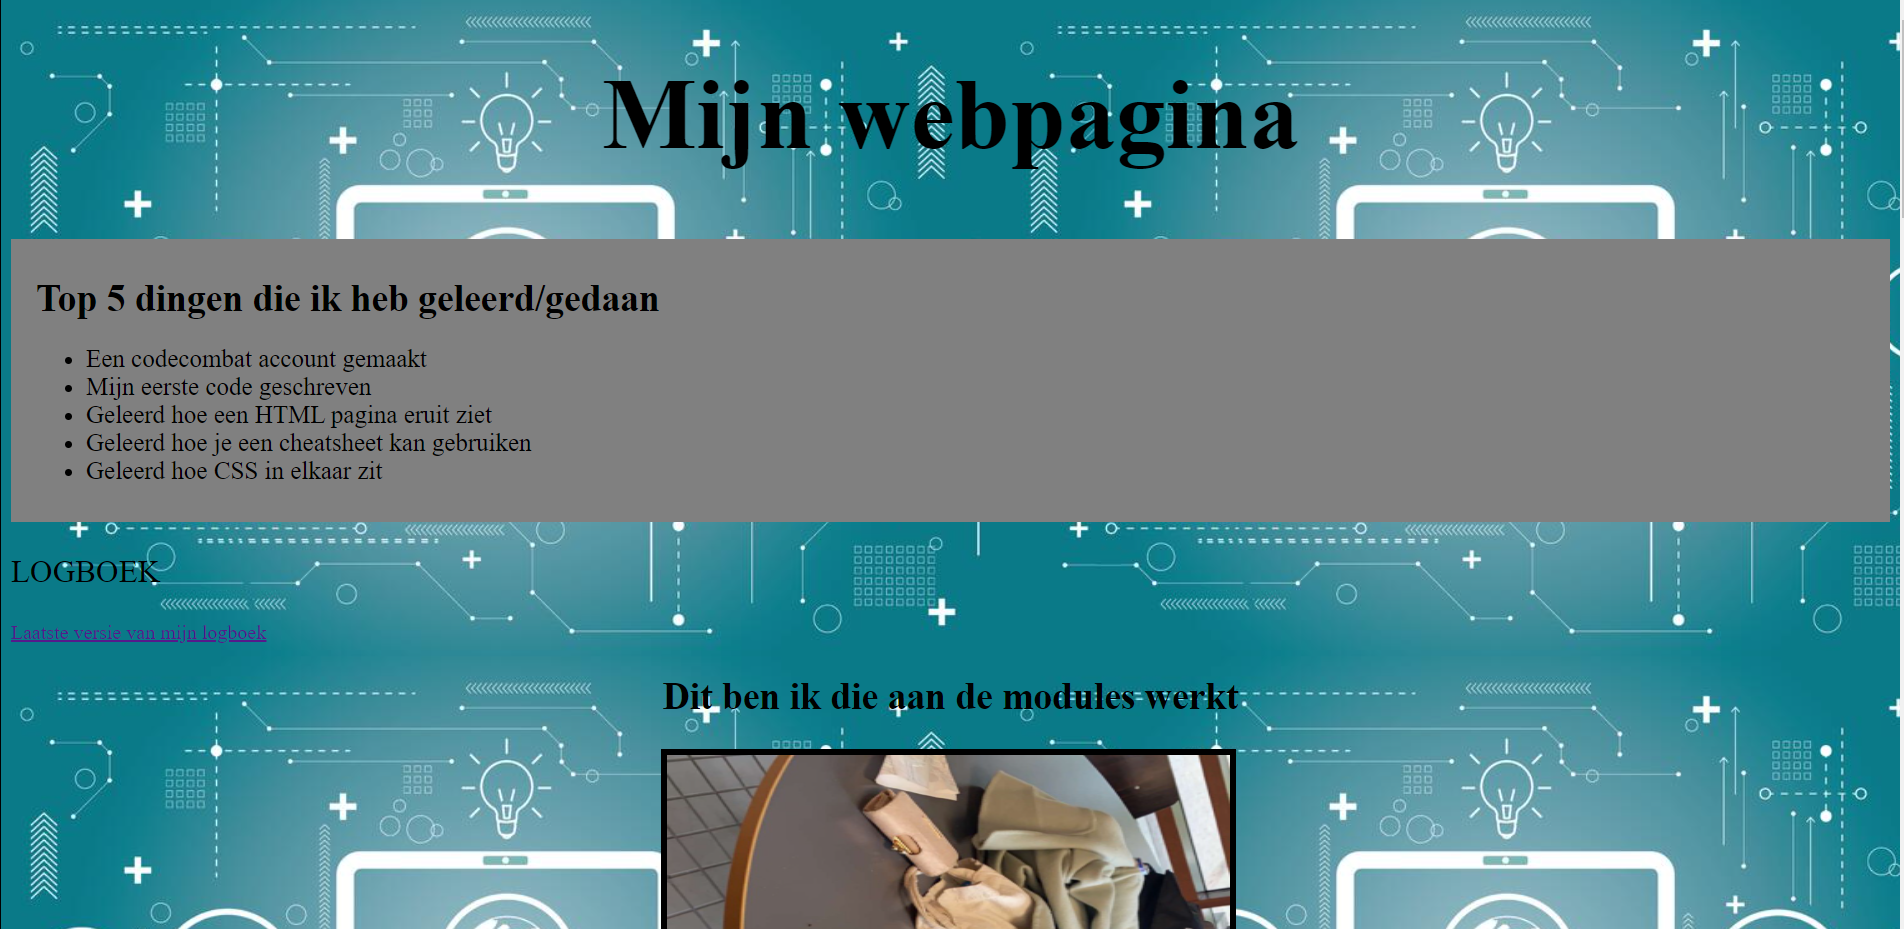 Mijn webpagina
Top 5 dingen die ik heb geleerd/gedaan
Een codecombat account gemaakt
Mijn eerste code geschreven
Geleerd hoe een HTML pagina eruit ziet
Geleerd hoe je een cheatsheet kan gebruiken
Geleerd hoe CSS in elkaar zit
LOGBOEK
Laatste versie van mijn logboek
Dit ben ik die aan de modules werkt